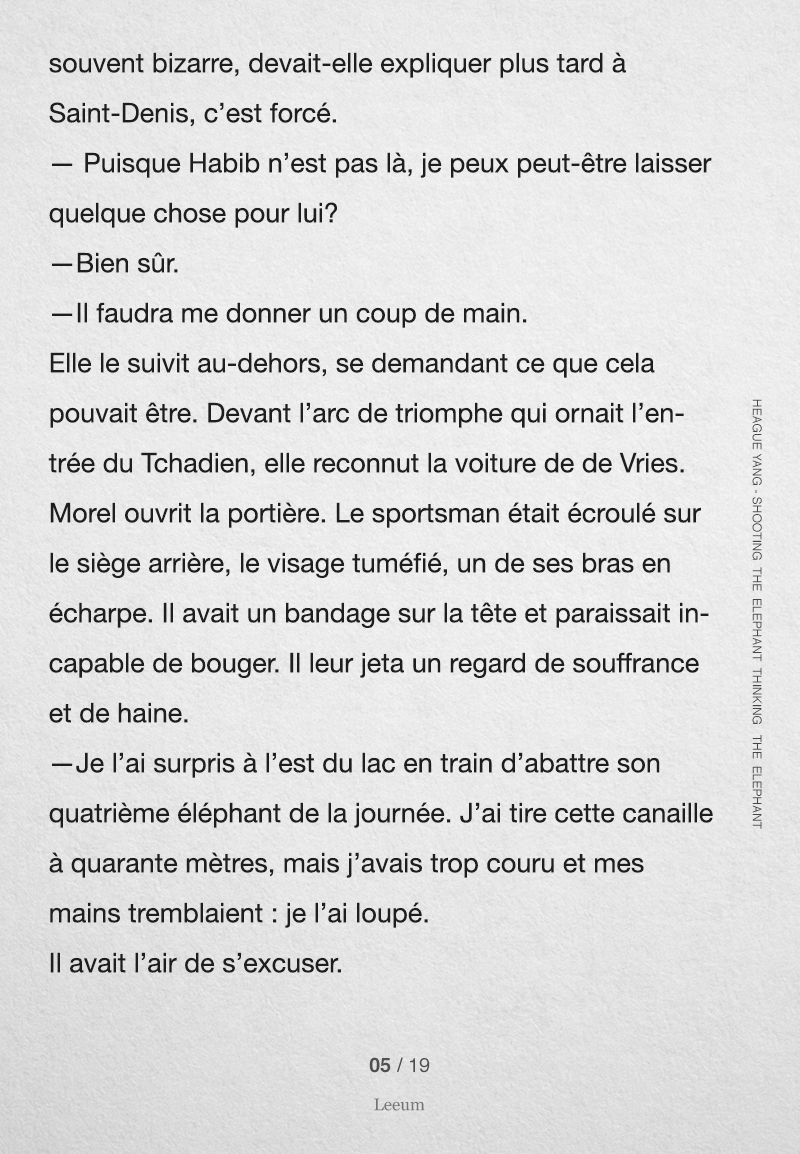 souvent bizarre, devait-elle expliquer plus tard à
Saint-Denis, c’est forcé.
— Puisque Habib n’est pas là, je peux peut-être laisser
quelque chose pour lui?
—Bien sûr.
—Il faudra me donner un coup de main.
Elle le suivit au-dehors, se demandant ce que cela
pouvait être. Devant l’arc de triomphe qui ornait l’en-
trée du Tchadien, elle reconnut la voiture de de Vries.
Morel ouvrit la portière. Le sportsman était écroulé sur
le siège arrière, le visage tuméfié, un de ses bras en
écharpe. Il avait un bandage sur la tête et paraissait in-
capable de bouger. Il leur jeta un regard de souffrance
et de haine.
—Je l’ai surpris à l’est du lac en train d’abattre son
quatrième éléphant de la journée. J’ai tire cette canaille
à quarante mètres, mais j’avais trop couru et mes
mains tremblaient : je l’ai loupé.
Il avait l’air de s’excuser.
HEAGUE YANG - SHOOTING THE ELEPHANT THINKING THE ELEPHANT
05 / 19
Leeum